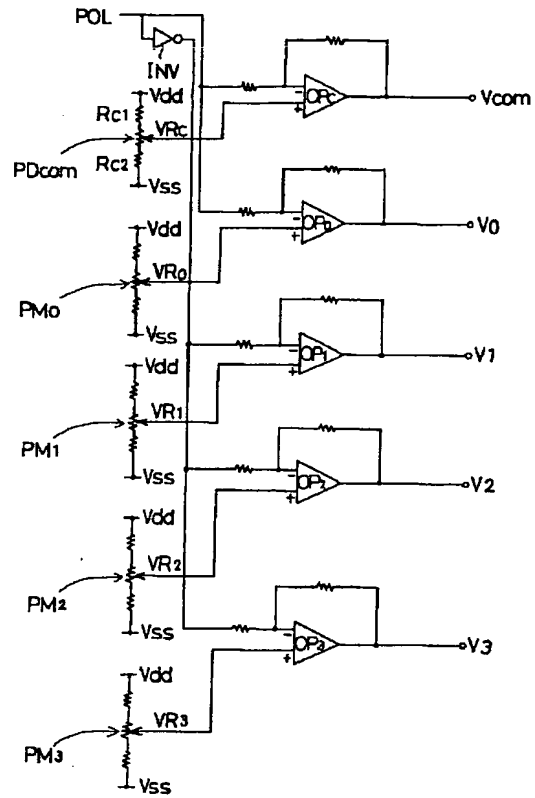 POL
INV
Vdd
Rc1
VRc
OPc
Vcom
PDcom
Rc2
Vss
Vdd
OP0
V0
VR0
PM0
Vss
Vdd
OP1
V1
VR1
PM1
Vss
OP2
V2
Vdd
VR2
PM2
Vss
OP3
V3
Vdd
VR3
PM3
Vss